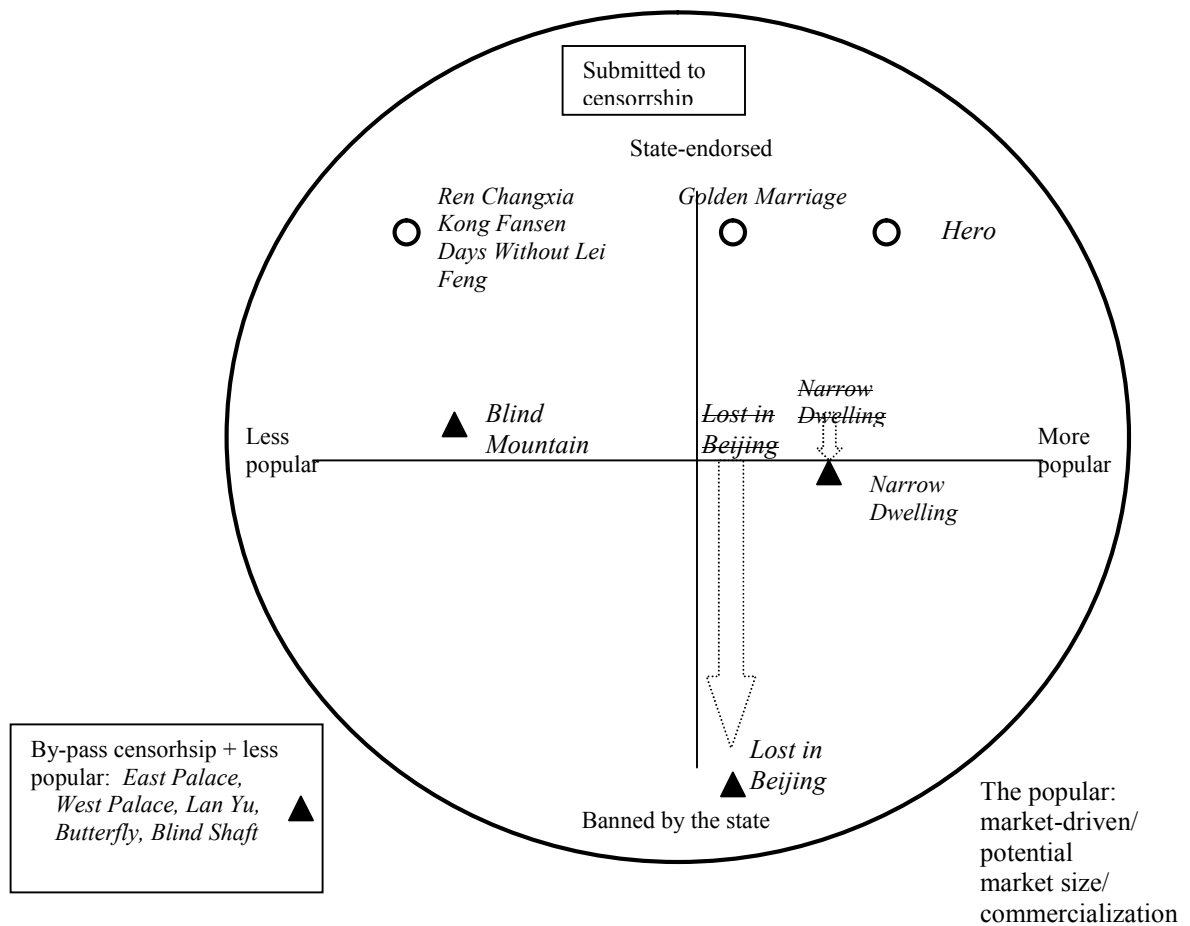 Submitted to
censorrship
State-endorsed
Ren Changxia
Kong Fansen
Days Without Lei
Feng
Golden Marriage
Hero
Blind
Mountain
Lost in
Beijing
Narrow
Dwelling
Less
popular
More
popular
Narrow
Dwelling
Lost in
Beijing
Banned by the state
By-pass censorhsip + less
popular: East Palace,
West Palace, Lan Yu,
Butterfly, Blind Shaft
The popular:
market-driven/
potential
market size/
commercialization